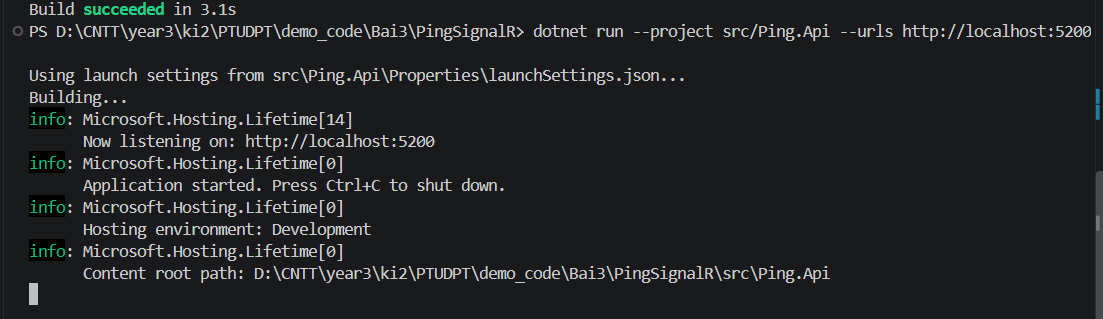 Build succeeded in 3.1s
PS D:\CNTT\year3\ki2\PTUDPT\demo_code\Bai3\PingSignalR> dotnet run --project src/Ping.Api --urls http://localhost:5200
Using launch settings from src\Ping.Api\Properties\launchSettings.json...
Building...
info: Microsoft.Hosting.Lifetime[14]
      Now listening on: http://localhost:5200
info: Microsoft.Hosting.Lifetime[0]
      Application started. Press Ctrl+C to shut down.
info: Microsoft.Hosting.Lifetime[0]
      Hosting environment: Development
info: Microsoft.Hosting.Lifetime[0]
      Content root path: D:\CNTT\year3\ki2\PTUDPT\demo_code\Bai3\PingSignalR\src\Ping.Api